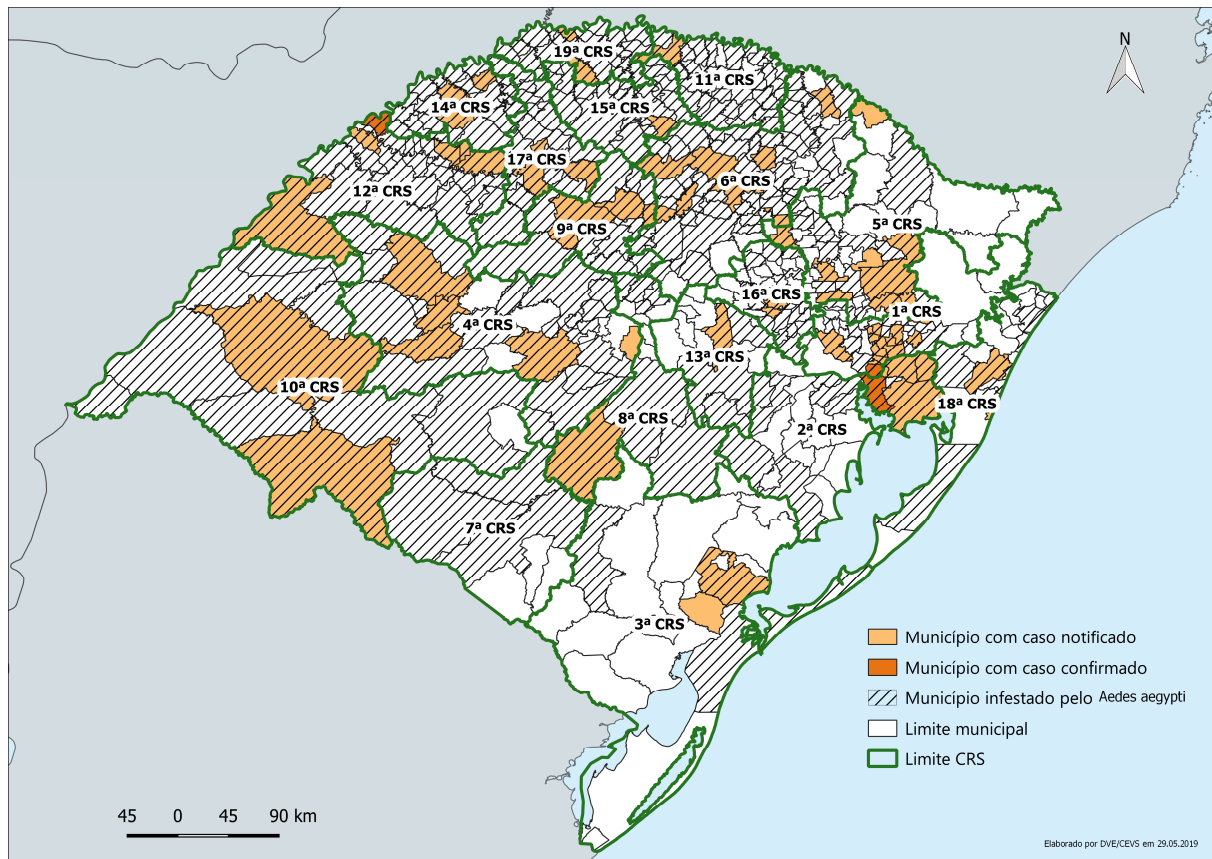 N
19ª CRS
11ª CRS
14ª CRS
15ª CRS
17ª CRS
12ª CRS
6ª CRS
9ª CRS
5ª CRS
16ª CRS
1ª CRS
4ª CRS
13ª CRS
10ª CRS
18ª CRS
8ª CRS
2ª CRS
7ª CRS
3ª CRS
Município com caso notificado
Município com caso confirmado
Município infestado pelo Aedes aegypti
Limite municipal
Limite CRS
45 0 45 90 km
Elaborado por DVE/CEVS em 29.05.2019